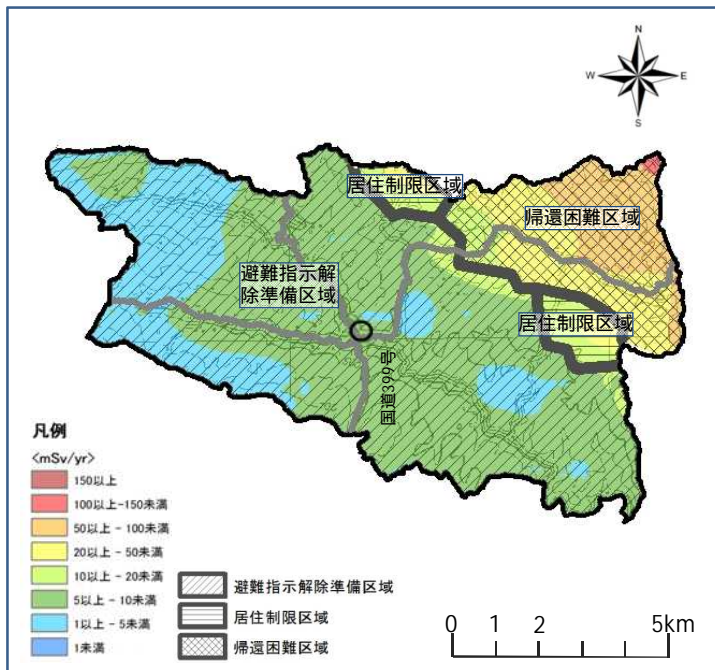 N
W
E
S
居住制限区域
帰還困難区域
避難指示解
除準備区域
居住制限区域
国道399号
凡例
<mSv/yr>
150以上
100以上-150未満
50以上 - 100未満
20以上 - 50未満
10以上 - 20未満
5以上 - 10未満
1以上 - 5未満
1未満
避難指示解除準備区域
居住制限区域
帰還困難区域
0 1 2 5km